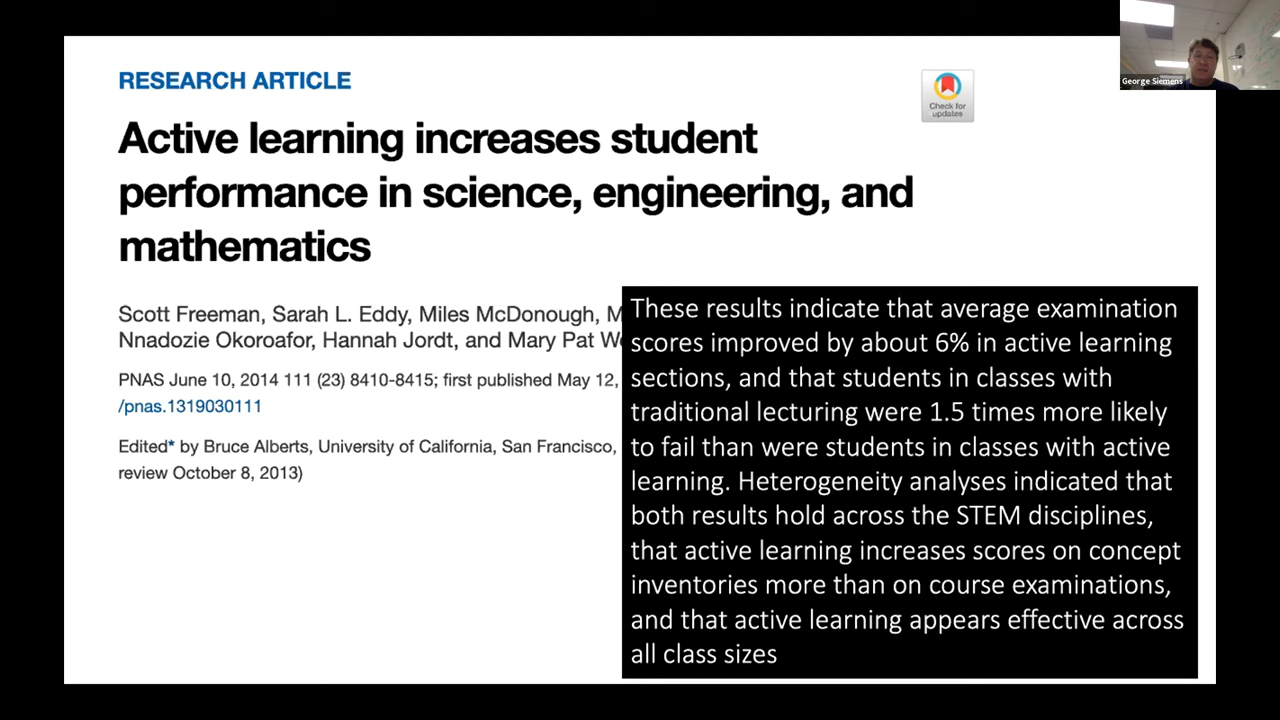 RESEARCH ARTICLE
Check for
updates
George Siemens
Active learning increases student
performance in science, engineering, and
mathematics
Scott Freeman, Sarah L. Eddy, Miles McDonough, M
Nnadozie Okoroafor, Hannah Jordt, and Mary Pat
PNAS June 10, 2014 111 (23) 8410-8415; first published May 12,
/pnas.1319030111
Edited* by Bruce Alberts, University of California, San Francisco,
review October 8, 2013)
These results indicate that average examination
scores improved by about 6% in active learning
sections, and that students in classes with
traditional lecturing were 1.5 times more likely
to fail than were students in classes with active
learning. Heterogeneity analyses indicated that
both results hold across the STEM disciplines,
that active learning increases scores on concept
inventories more than on course examinations,
and that active learning appears effective across
all class sizes